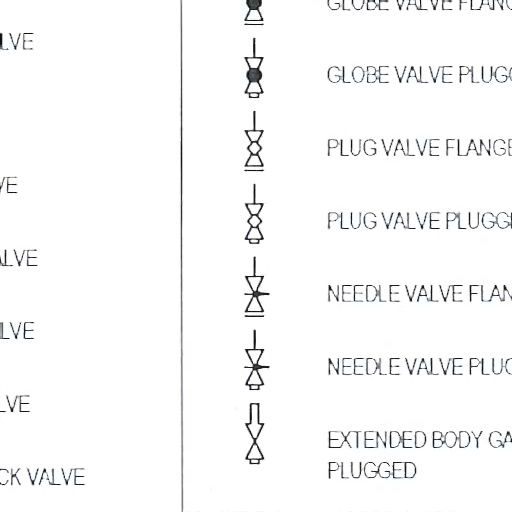 LVE
VE
ALVE
LVE
LVE
CK VALVE
GLOBE VALVE FLANG
GLOBE VALVE PLUGG
PLUG VALVE FLANGE
PLUG VALVE PLUGGE
NEEDLE VALVE FLAN
NEEDLE VALVE PLUG
EXTENDED BODY GA
PLUGGED